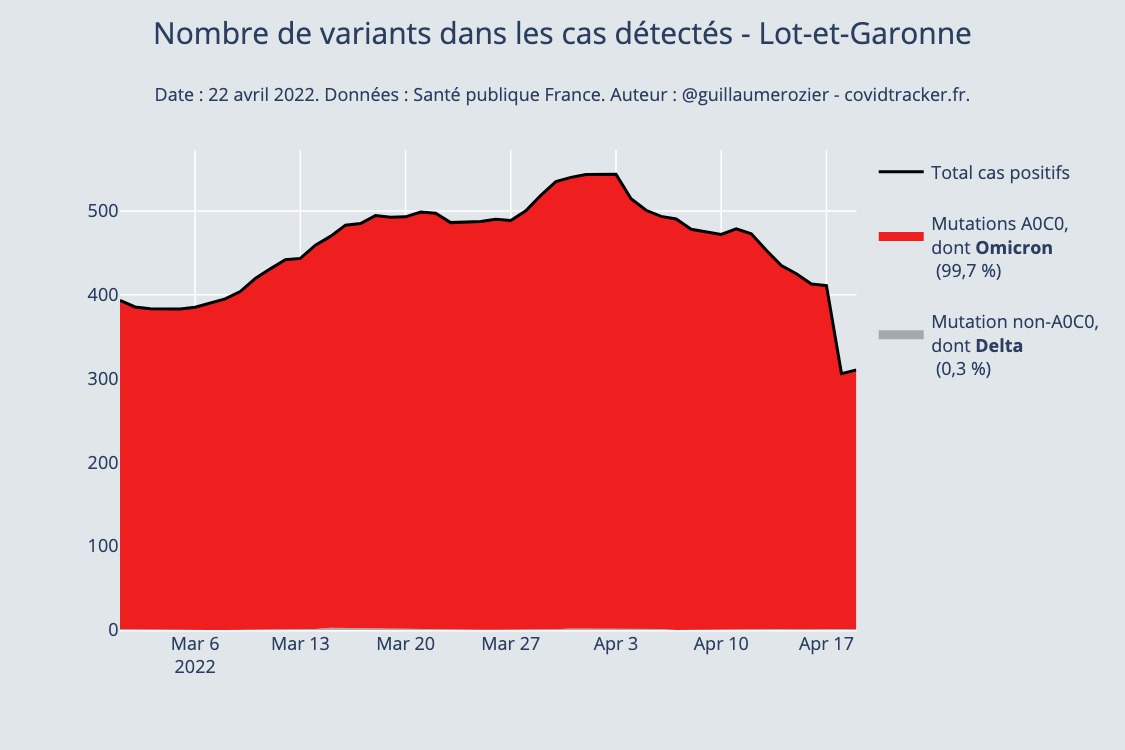 Nombre de variants dans les cas détectés - Lot-et-Garonne
Date : 22 avril 2022. Données : Santé publique France. Auteur : @guillaumerozier - covidtracker.fr.
Total cas positifs
Mutations A0C0,
dont Omicron
(99,7 %)
Mutation non-A0C0,
dont Delta
(0,3 %)
500
400
300
200
100
0
Mar 6 Mar 13 Mar 20 Mar 27 Apr 3 Apr 10 Apr 17
2022